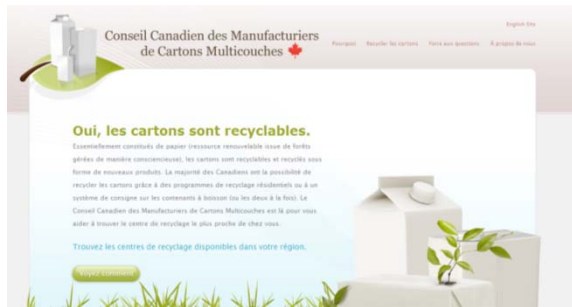 English Site
Conseil Canadien des Manufacturiers
de Cartons Multicouches
Pourquoi Recycler les cartons Voire aux questions À propos de nous
Oui, les cartons sont recyclables.
Essentiellement constitués de papier (ressource renouvelable issue de forêts
gérées de manière consciencieuse), les cartons sont recyclables et recyclés sous
forme de nouveaux produits. La majorité des Canadiens ont la possibilité de
recycler les cartons grâce à des programmes de recyclage résidentiels ou à un
système de consigne sur les contenants à boisson (ou les deux à la fois). Le
Conseil Canadien des Manufacturiers de Cartons Multicouches est là pour vous
aider à trouver le centre de recyclage le plus proche de chez vous.
Trouvez les centres de recyclage disponibles dans votre région.
Voyez comment